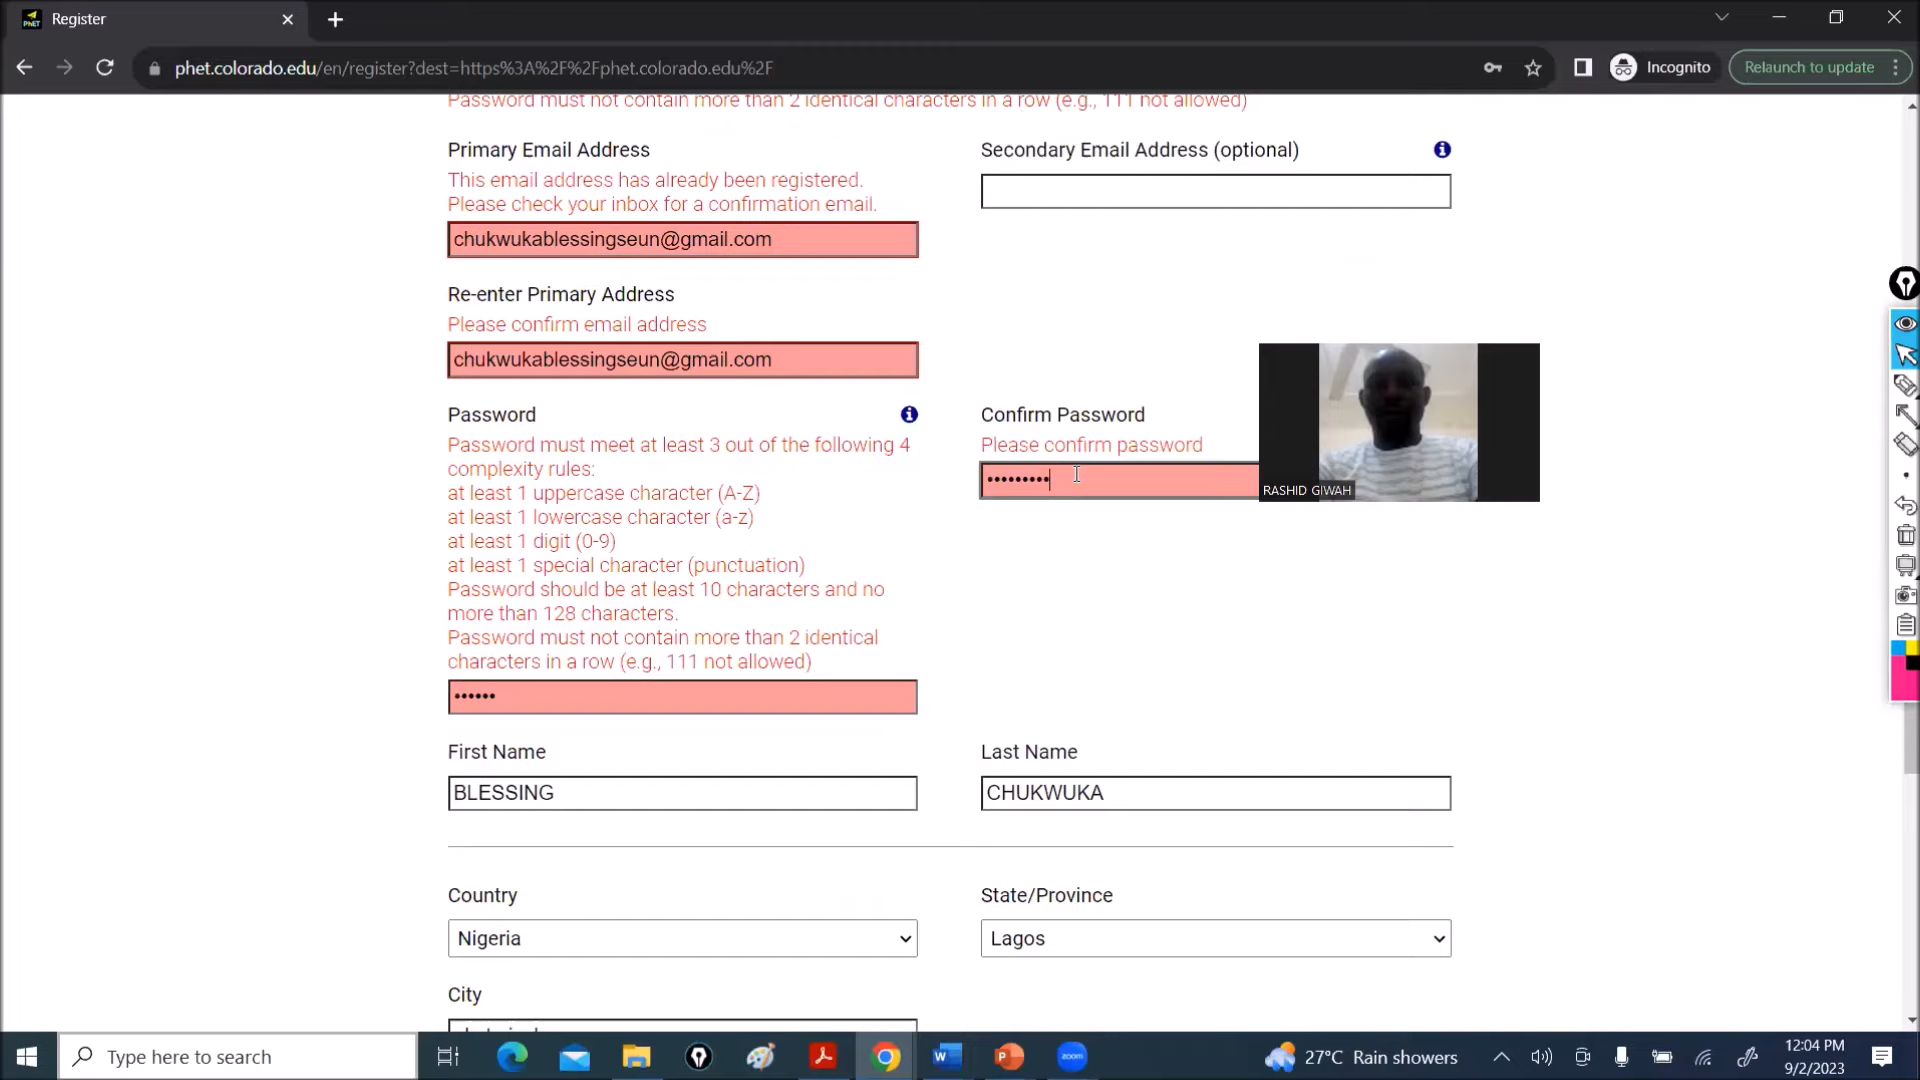 Register
phet.colorado.edu/en/register?dest=https%3A%2F%2Fphet.colorado.edu%2F
Incognito
Relaunch to update
Password must not contain more than 2 identical characters in a row (e.g., 111 not allowed)
Primary Email Address
This email address has already been registered.
Please check your inbox for a confirmation email.
chukwukablessingseun@gmail.com
Secondary Email Address (optional)
Re-enter Primary Address
Please confirm email address
chukwukablessingseun@gmail.com
Password
Password must meet at least 3 out of the following 4
complexity rules:
at least 1 uppercase character (A-Z)
at least 1 lowercase character (a-z)
at least 1 digit (0-9)
at least 1 special character (punctuation)
Password should be at least 10 characters and no
more than 128 characters.
Password must not contain more than 2 identical
characters in a row (e.g., 111 not allowed)
••••••
Confirm Password
Please confirm password
•••••••••
RASHID GIWAH
First Name
BLESSING
Last Name
CHUKWUKA
Country
Nigeria
State/Province
Lagos
City
Type here to search
zoom
27°C Rain showers
12:04 PM
9/2/2023